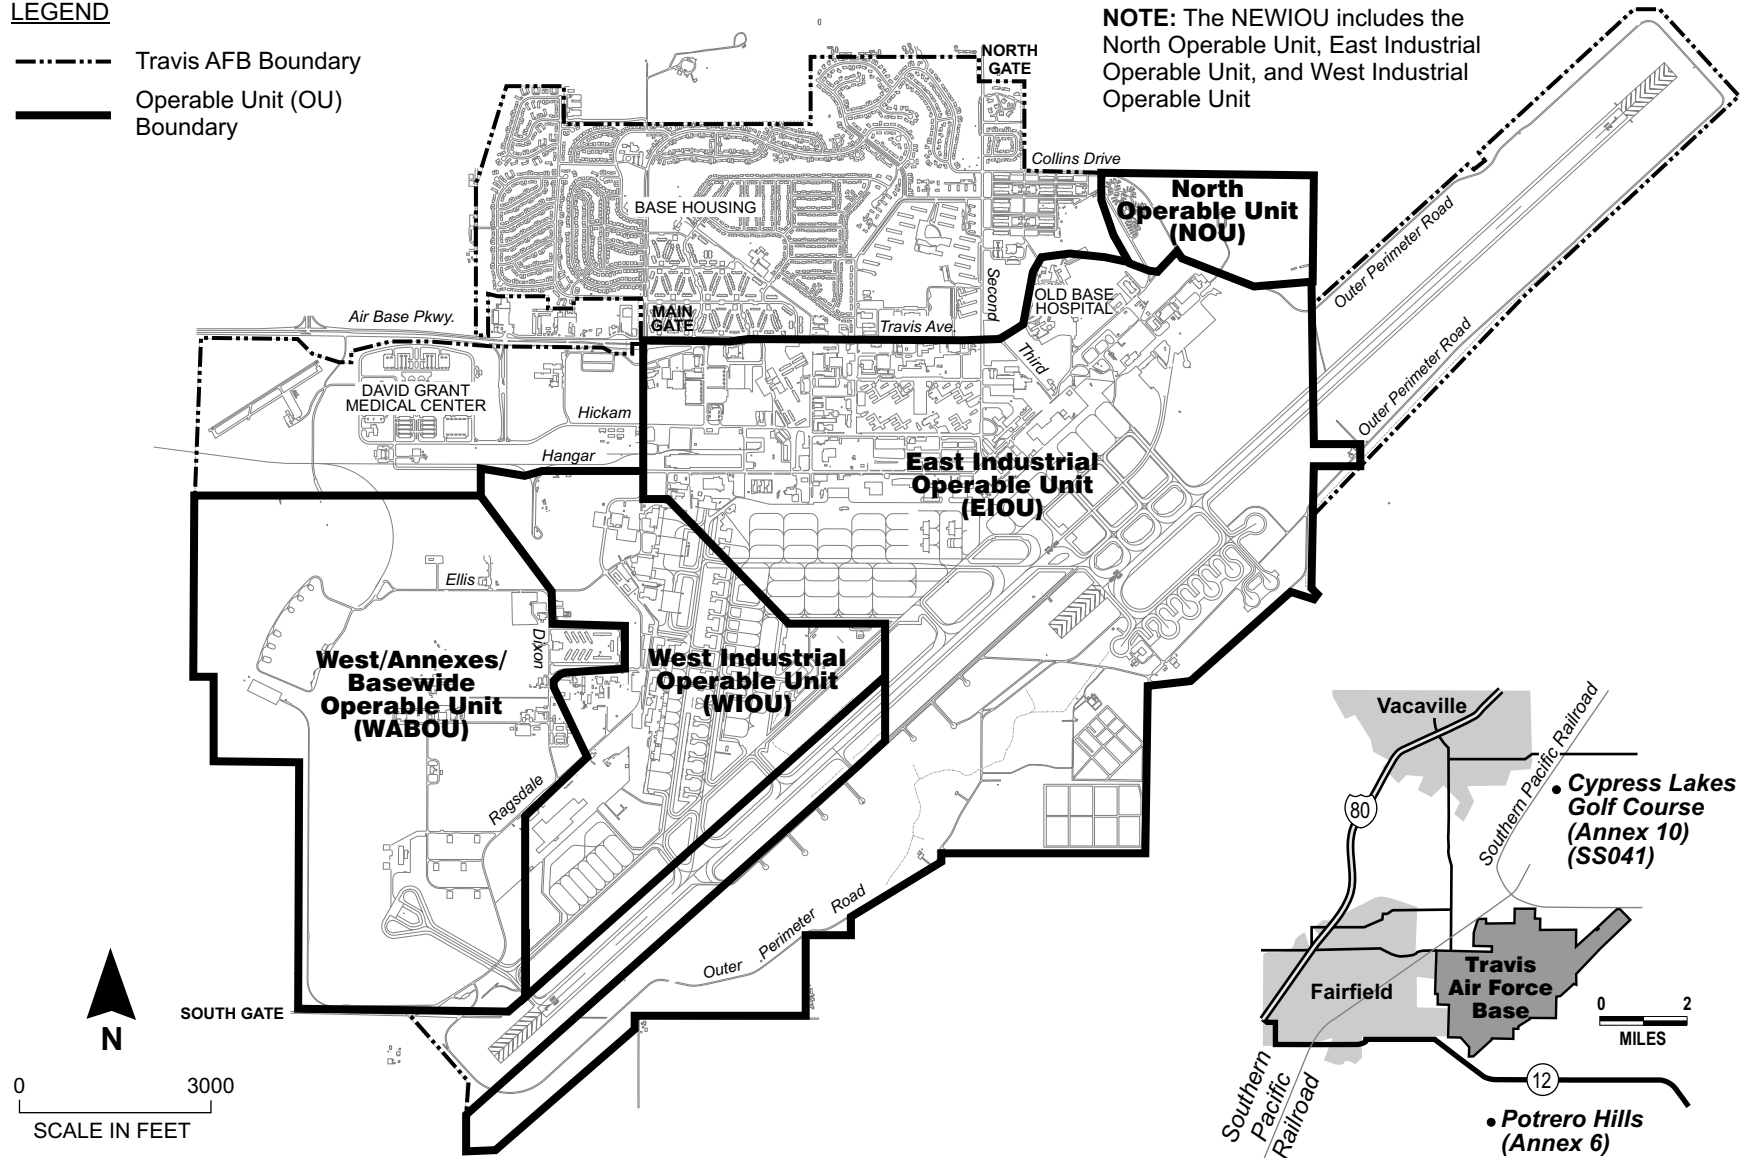 LEGEND
Travis AFB Boundary
Operable Unit (OU)
Boundary
NOTE: The NEWIOU includes the
North Operable Unit, East Industrial
Operable Unit, and West Industrial
Operable Unit
NORTH
GATE
Collins Drive
North
Operable Unit
(NOU)
BASE HOUSING
Outer Perimeter Road
Second
OLD BASE
HOSPITAL
Air Base Pkwy.
MAIN
GATE
Travis Ave.
Third
Outer Perimeter Road
DAVID GRANT
MEDICAL CENTER
Hickam
Hangar
East Industrial
Operable Unit
(EIOU)
Ellis
Dixon
West/Annexes/
Basewide
Operable Unit
(WABOU)
West Industrial
Operable Unit
(WIOU)
Ragsdale
Outer Perimeter Road
SOUTH GATE
N
0 3000
SCALE IN FEET
Vacaville
Southern Pacific Railroad
80
Cypress Lakes
Golf Course
(Annex 10)
(SS041)
Travis
Air Force
Base
Fairfield
0 2
MILES
12
Southern
Pacific
Railroad
Potrero Hills
(Annex 6)